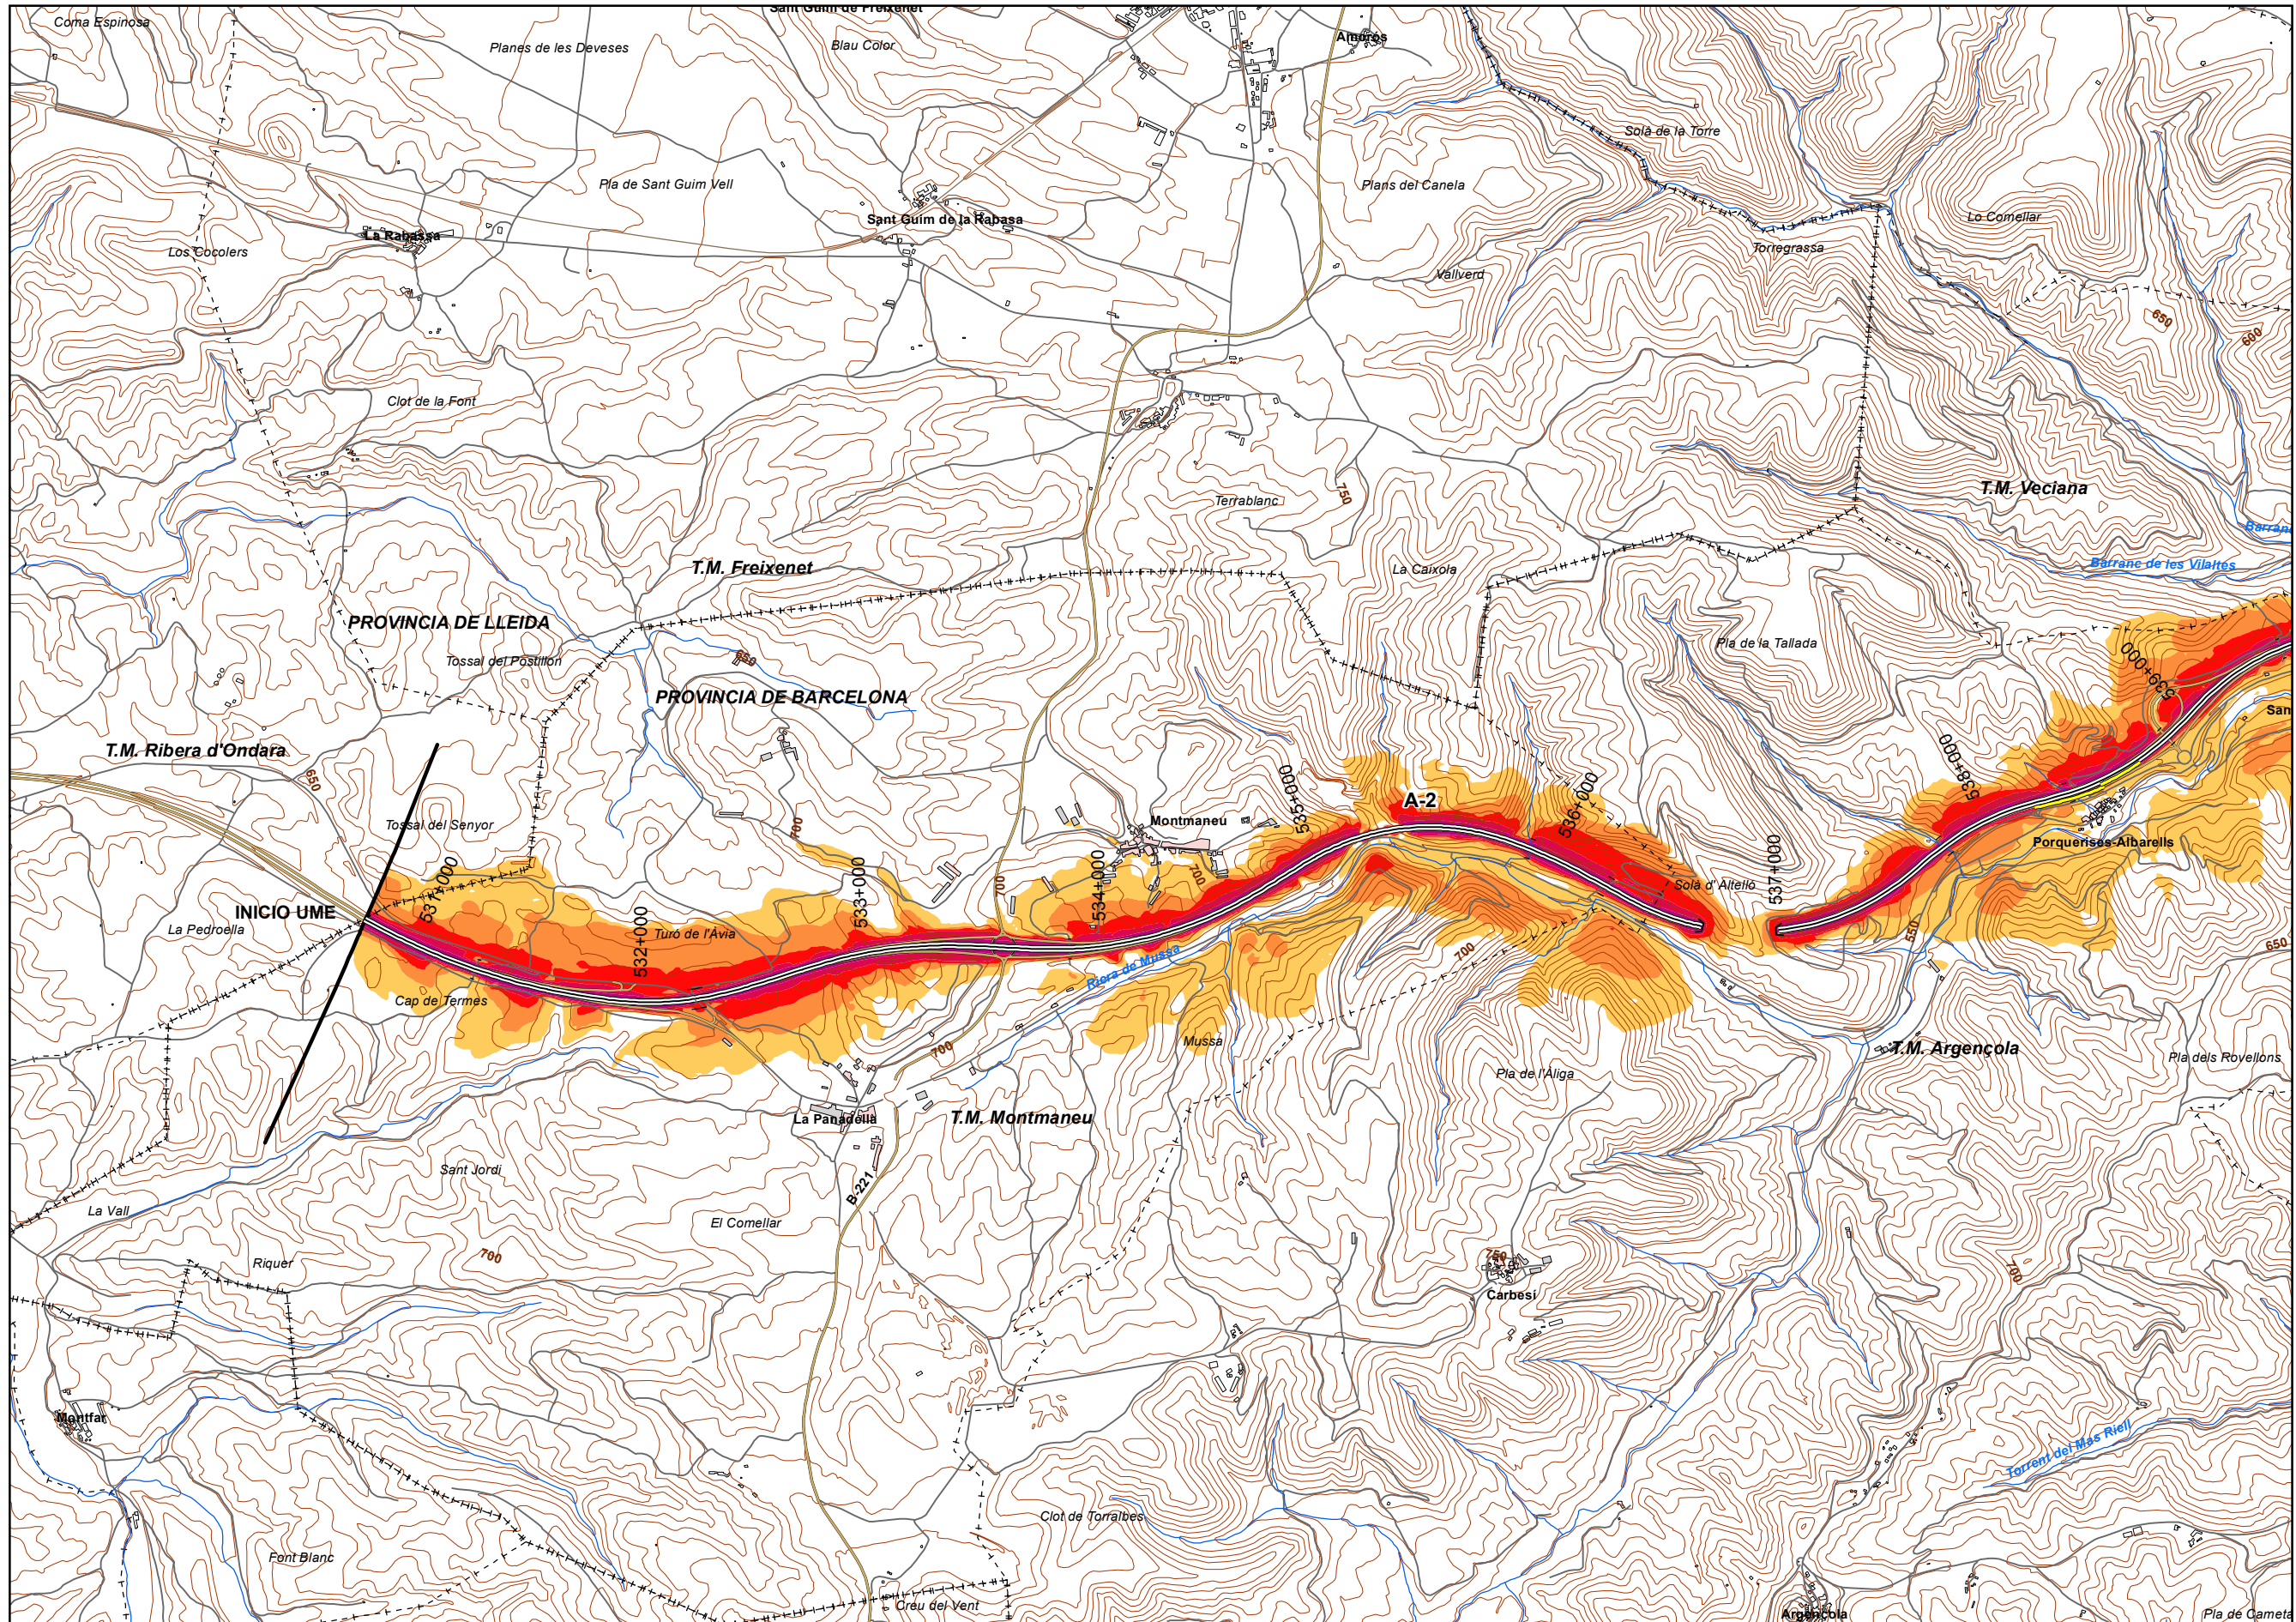 Sant Guim de Freixenet
Coma Espinosa
Planes de les Deveses
Blau Color
Amorós
Solà de la Torre
Pla de Sant Guim Vell
Plans del Canela
Sant Guim de la Rabasa
Lo Comellar
La Rabassa
Los Cocolers
Torregrassa
Vallverd
650
600
Clot de la Font
T.M. Veciana
750
Terrablanc
Barranc de les Vilaltes
T.M. Freixenet
La Caixola
PROVINCIA DE LLEIDA
Pla de la Tallada
Tossal del Postillon
650
539+000
PROVINCIA DE BARCELONA
San
T.M. Ribera d'Ondara
650
538+000
535+000
A-2
536+000
Tossal del Senyor
700
Montmaneu
Porquerises-Albarells
700
531+000
533+000
534+000
537+000
Solà d'Altelló
700
INICIO UME
La Pedroella
Turó de l'Àvia
532+000
550
650
700
Riera de Mussa
Cap de Termes
Mussa
700
T.M. Argençola
Pla dels Rovellons
Pla de l'Àliga
La Panadella
T.M. Montmaneu
Sant Jordi
B-221
La Vall
El Comellar
700
Riquer
750
700
Carbesí
Montfar
Torrent del Mas Riell
Clot de Torralbes
Font Blanc
Creu del Vent
Argençola